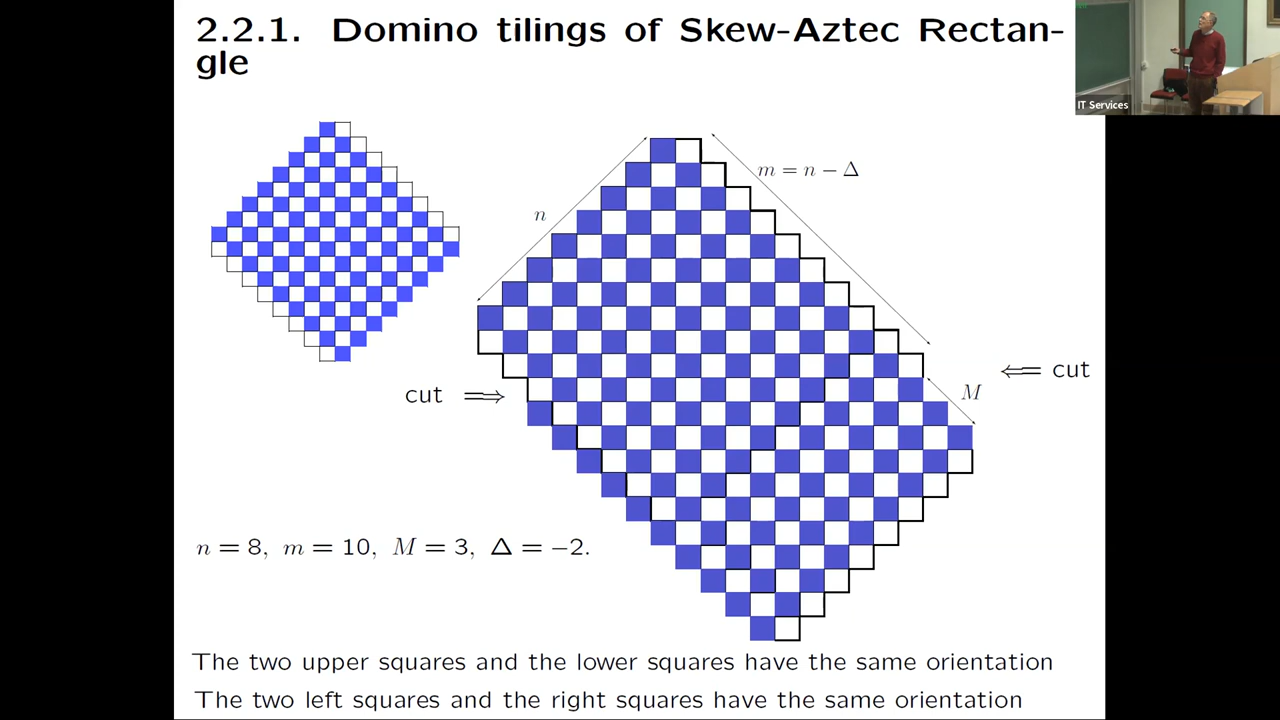 2.2.1. Domino tilings of Skew-Aztec Rectan-
gle
IT Services
m = n − Δ
n
cut ⇒
⇐ cut
M
n = 8, m = 10, M = 3, Δ = −2.
The two upper squares and the lower squares have the same orientation
The two left squares and the right squares have the same orientation